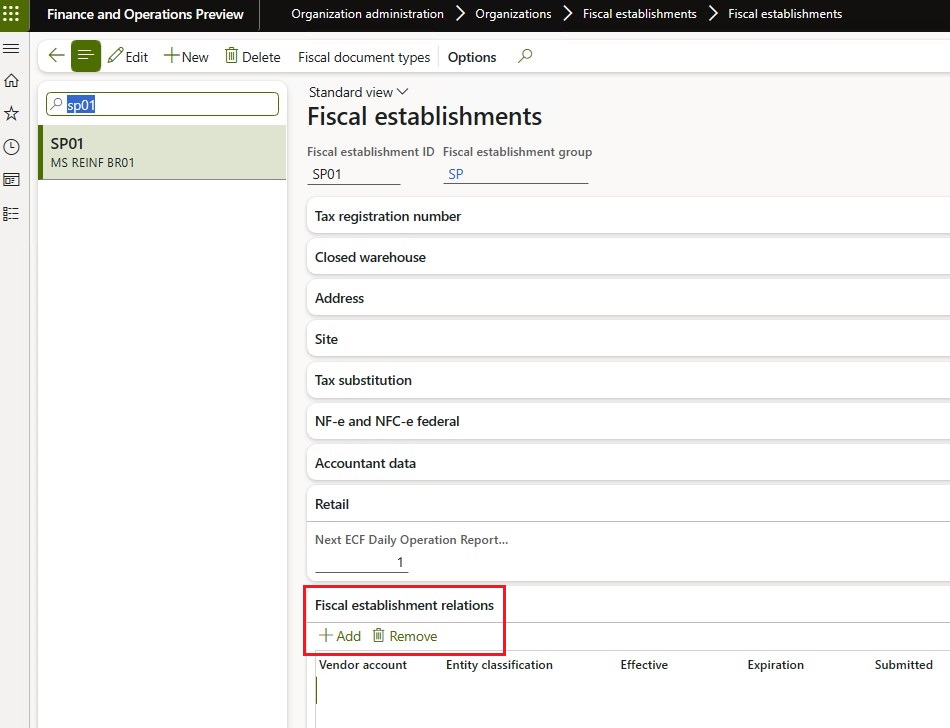 Finance and Operations Preview
Organization administration Organizations Fiscal establishments Fiscal establishments
Edit New Delete Fiscal document types Options
sp01
SP01
MS REINF BR01
Standard view
Fiscal establishments
Fiscal establishment ID Fiscal establishment group
SP01 SP
Tax registration number
Closed warehouse
Address
Site
Tax substitution
NF-e and NFC-e federal
Accountant data
Retail
Next ECF Daily Operation Report...
1
Fiscal establishment relations
Add Remove
Vendor account Entity classification Effective Expiration Submitted